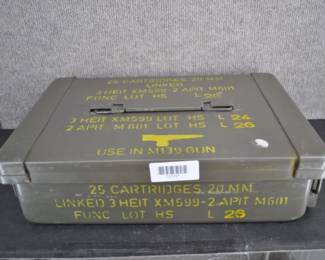 25 CARTRIDGES 20 MM
LINKED
3 HEIT XM599-2 APIT M601
FUNC LOT HS L
3 HEIT XM599 LOT HS L 24
2 APIT M601 LOT HS L 26
USE IN M139 GUN
25 CARTRIDGES 20 MM
LINKED 3 HEIT XM599-2 APIT M601
FUNC LOT HS L 26